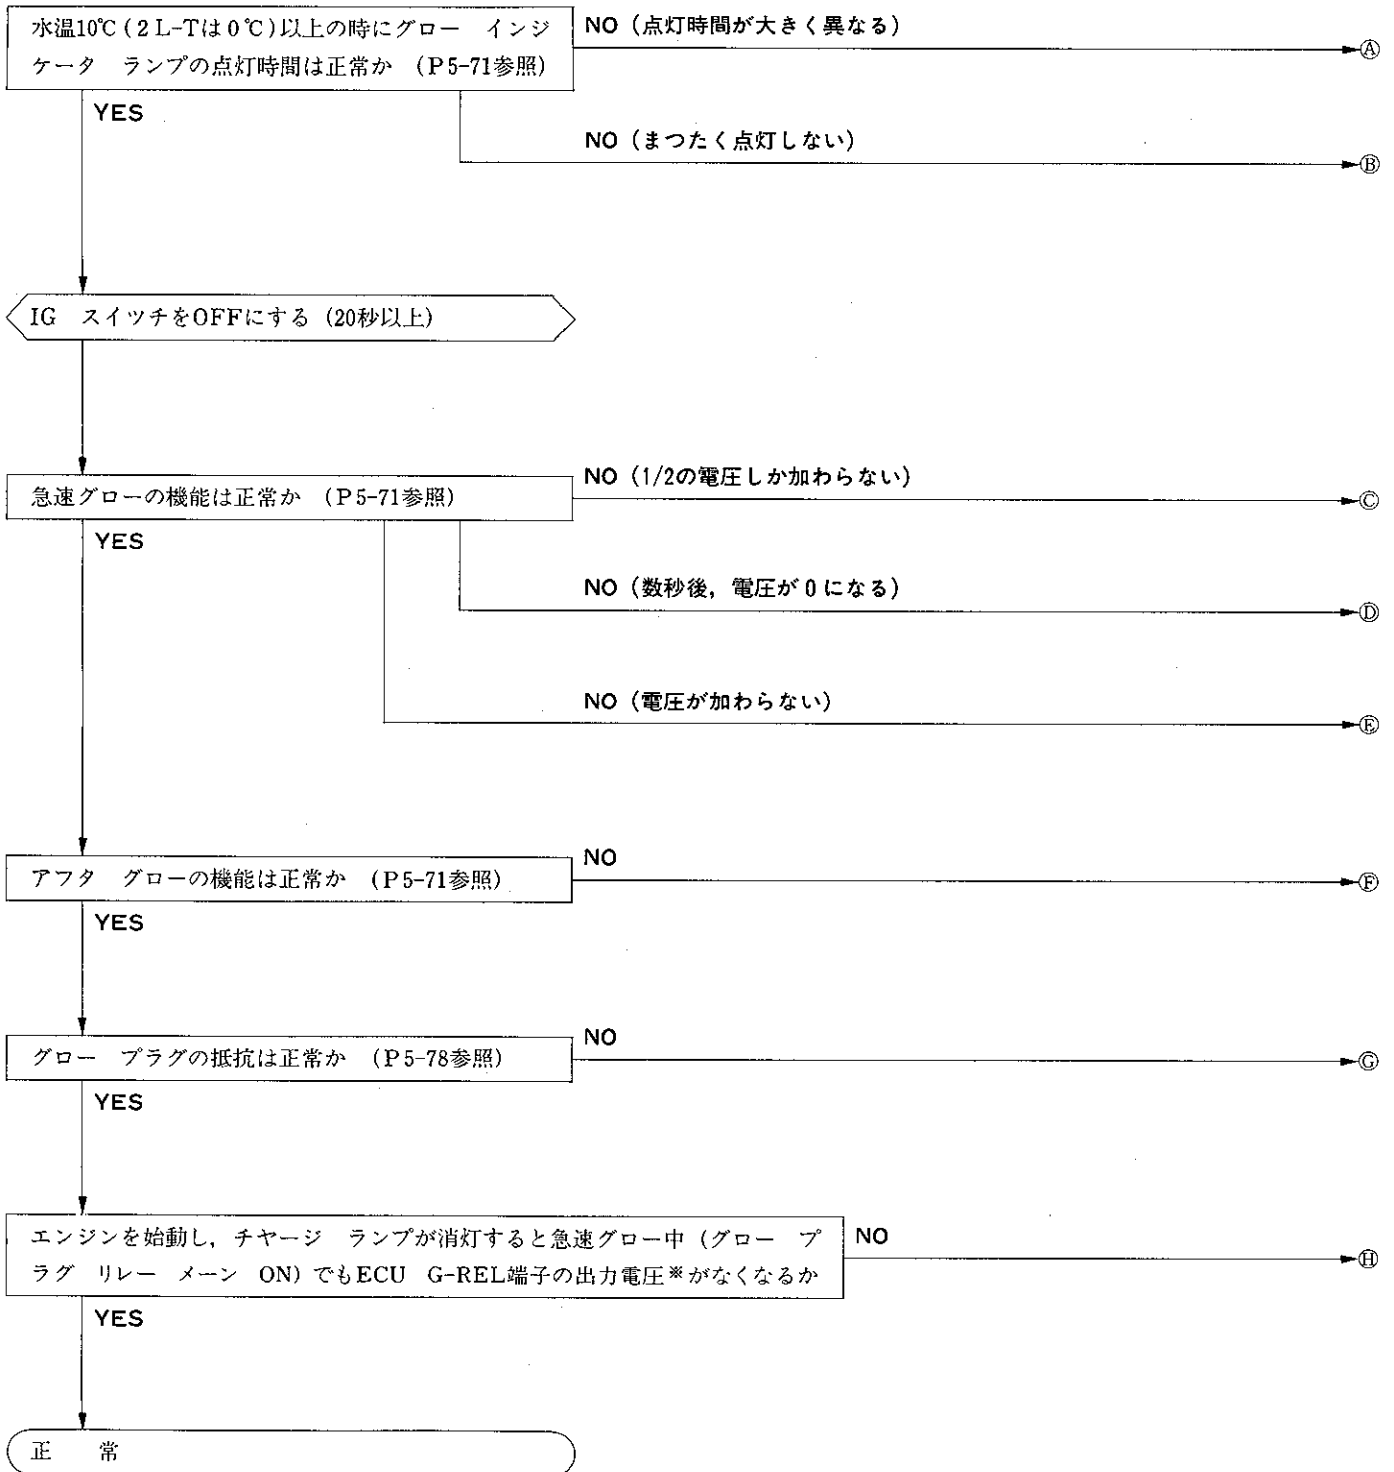 水温10℃(2L-Tは0℃)以上の時にグロー　インジ
ケータ　ランプの点灯時間は正常か　(P5-71参照)
NO(点灯時間が大きく異なる)
Ⓐ
YES
NO(まつたく点灯しない)
Ⓑ
IG　スイツチをOFFにする(20秒以上)
急速グローの機能は正常か　(P5-71参照)
NO(1/2の電圧しか加わらない)
Ⓒ
YES
NO(数秒後，電圧が0になる)
Ⓓ
NO(電圧が加わらない)
Ⓔ
アフタ　グローの機能は正常か　(P5-71参照)
NO
Ⓕ
YES
グロー　プラグの抵抗は正常か　(P5-78参照)
NO
Ⓖ
YES
エンジンを始動し，チヤージ　ランプが消灯すると急速グロー中(グロー　プ
ラグ　リレー　メーン　ON)でもECU　G-REL端子の出力電圧※がなくなるか
NO
Ⓗ
YES
正　　常